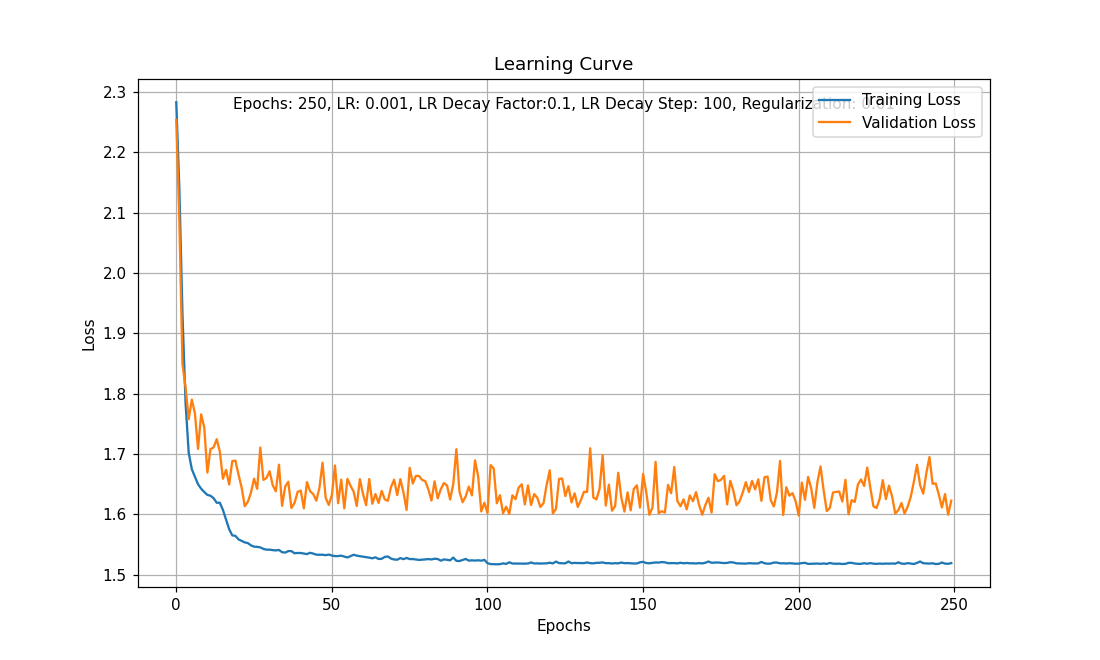 Learning Curve
Epochs: 250, LR: 0.001, LR Decay Factor:0.1, LR Decay Step: 100, Regularization: 0.01
Training Loss
Validation Loss
2.3
2.2
2.1
2.0
1.9
1.8
1.7
1.6
1.5
Loss
0
50
100
150
200
250
Epochs